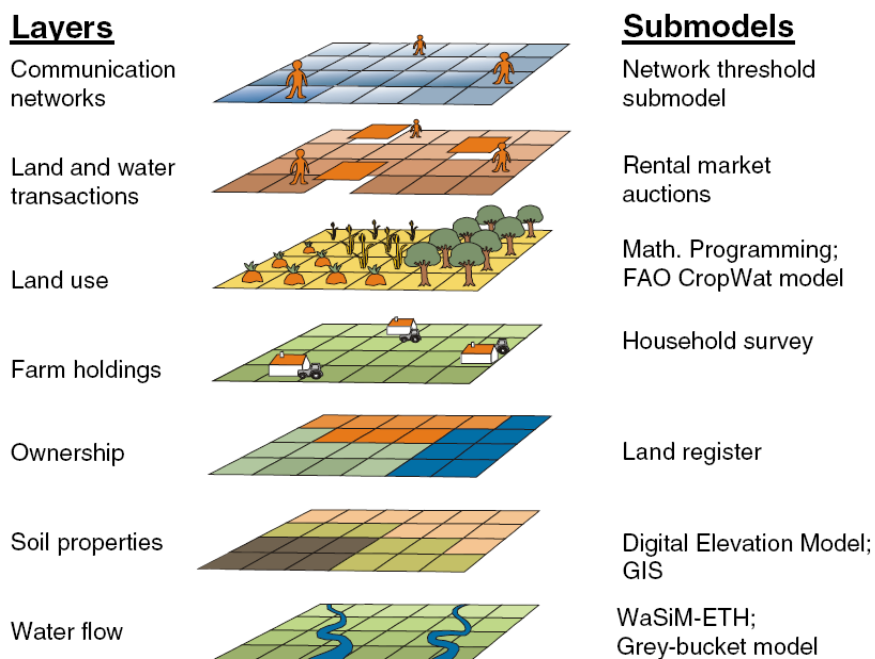 Layers
Submodels
Communication
networks
Network threshold
submodel
Land and water
transactions
Rental market
auctions
Land use
Math. Programming;
FAO CropWat model
Farm holdings
Household survey
Ownership
Land register
Soil properties
Digital Elevation Model;
GIS
Water flow
WaSiM-ETH;
Grey-bucket model